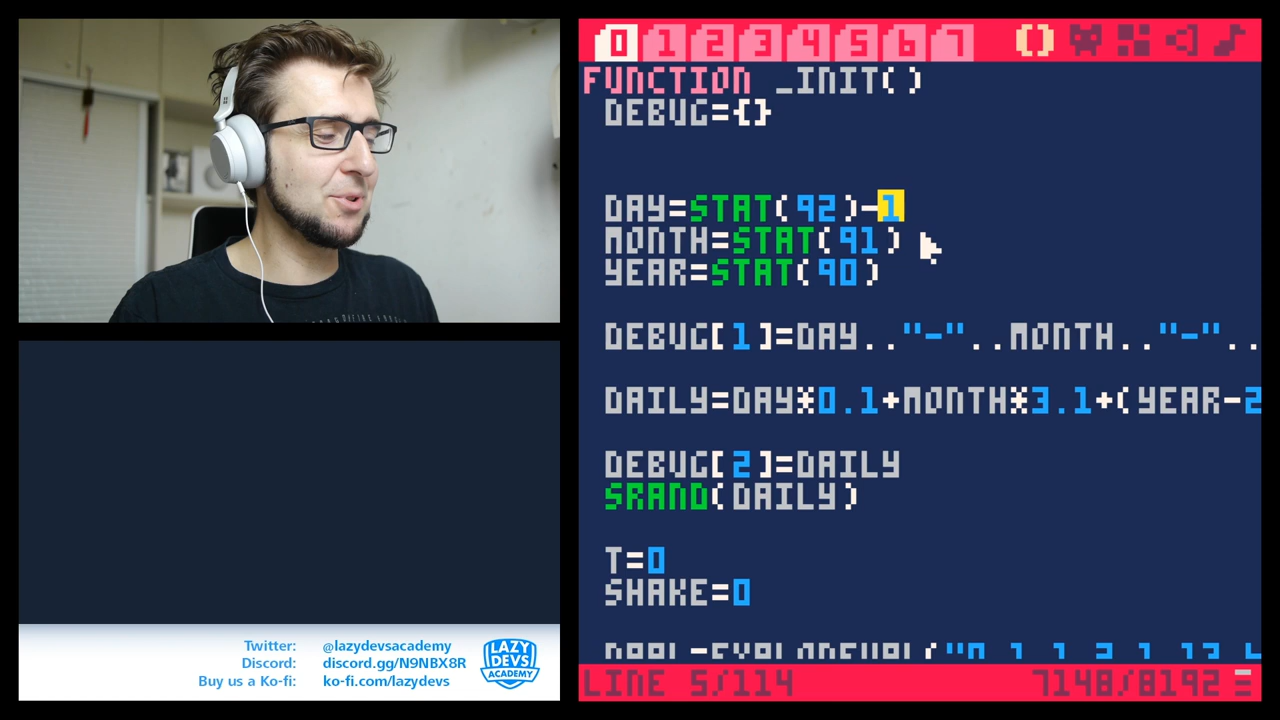 0 1 2 3 4 5 6 7
FUNCTION _INIT()
DEBUG={}
DAY=STAT(92)-1
MONTH=STAT(91)
YEAR=STAT(90)
DEBUG[1]=DAY.."-"..MONTH.."-"..
DAILY=DAY*0.1+MONTH*3.1+(YEAR-2
DEBUG[2]=DAILY
SRAND(DAILY)
T=0
SHAKE=0
LINE 5/114
7148/8192
Twitter: @lazydevsacademy
Discord: discord.gg/N9NBX8R
Buy us a Ko-fi: ko-fi.com/lazydevs
LAZY
DEVS
ACADEMY